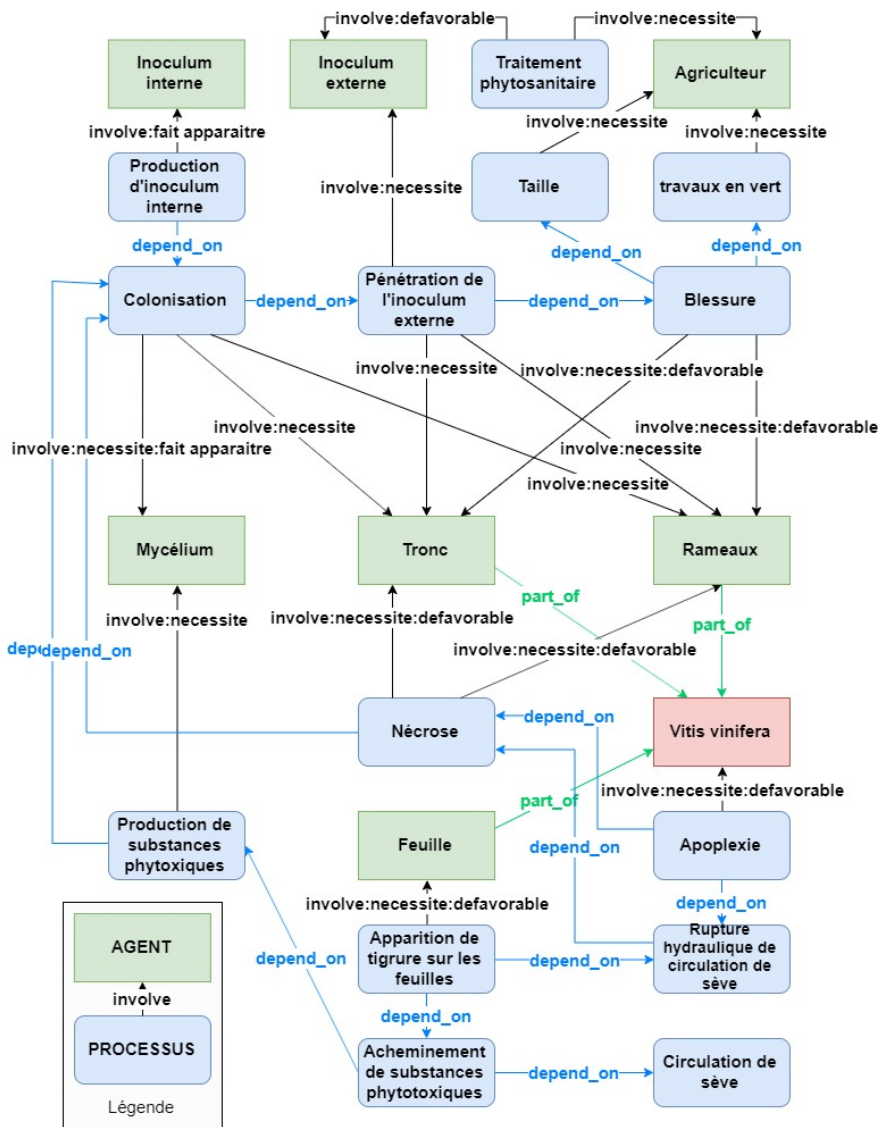 involve:defavorable
involve:necessite
Inoculum
interne
Inoculum
externe
Traitement
phytosanitaire
Agriculteur
involve:fait apparaitre
involve:necessite
involve:necessite
Production
d'inoculum
interne
involve:necessite
Taille
travaux en vert
depend_on
depend_on
depend_on
Colonisation
depend_on
Pénétration de
l'inoculum
externe
depend_on
Blessure
involve:necessite
involve:necessite:defavorable
involve:necessite
involve:necessite:defavorable
involve:necessite:fait apparaitre
involve:necessite
involve:necessite
Mycélium
Tronc
Rameaux
involve:necessite
involve:necessite:defavorable
part_of
part_of
involve:necessite:defavorable
depend_on
Nécrose
depend_on
Vitis vinifera
involve:necessite:defavorable
part_of
Production de
substances
phytoxiques
Feuille
depend_on
Apoplexie
involve:necessite:defavorable
depend_on
AGENT
involve
PROCESSUS
Légende
depend_on
Apparition de
tigrure sur les
feuilles
depend_on
Rupture
hydraulique de
circulation de
sève
depend_on
Acheminement
de substances
phytotoxiques
depend_on
Circulation de
sève